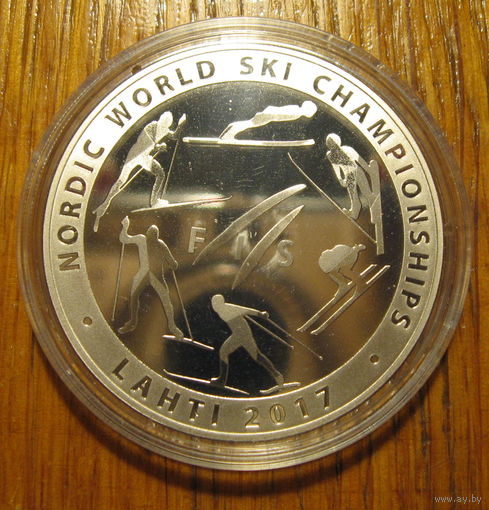 NORDIC WORLD SKI CHAMPIONSHIPS
FIS
• LAHTI 2017 •
www.ay.by